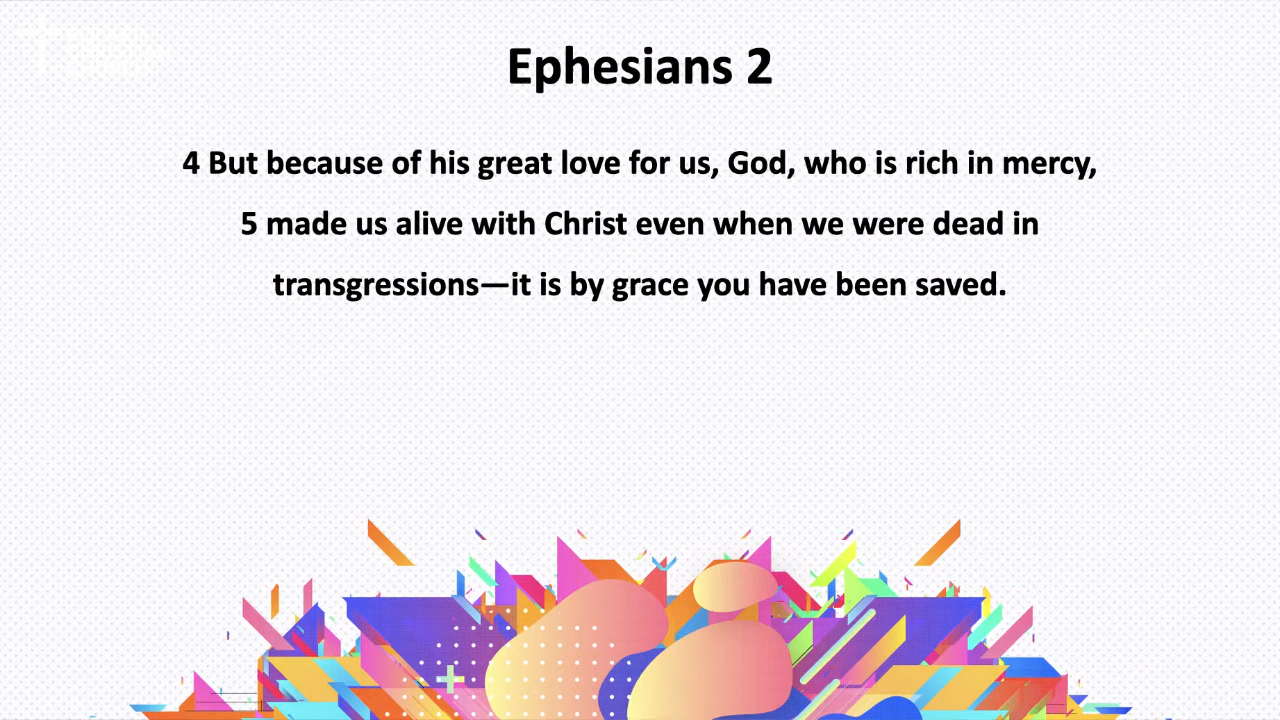 Ephesians 2
4 But because of his great love for us, God, who is rich in mercy,
5 made us alive with Christ even when we were dead in
transgressions—it is by grace you have been saved.